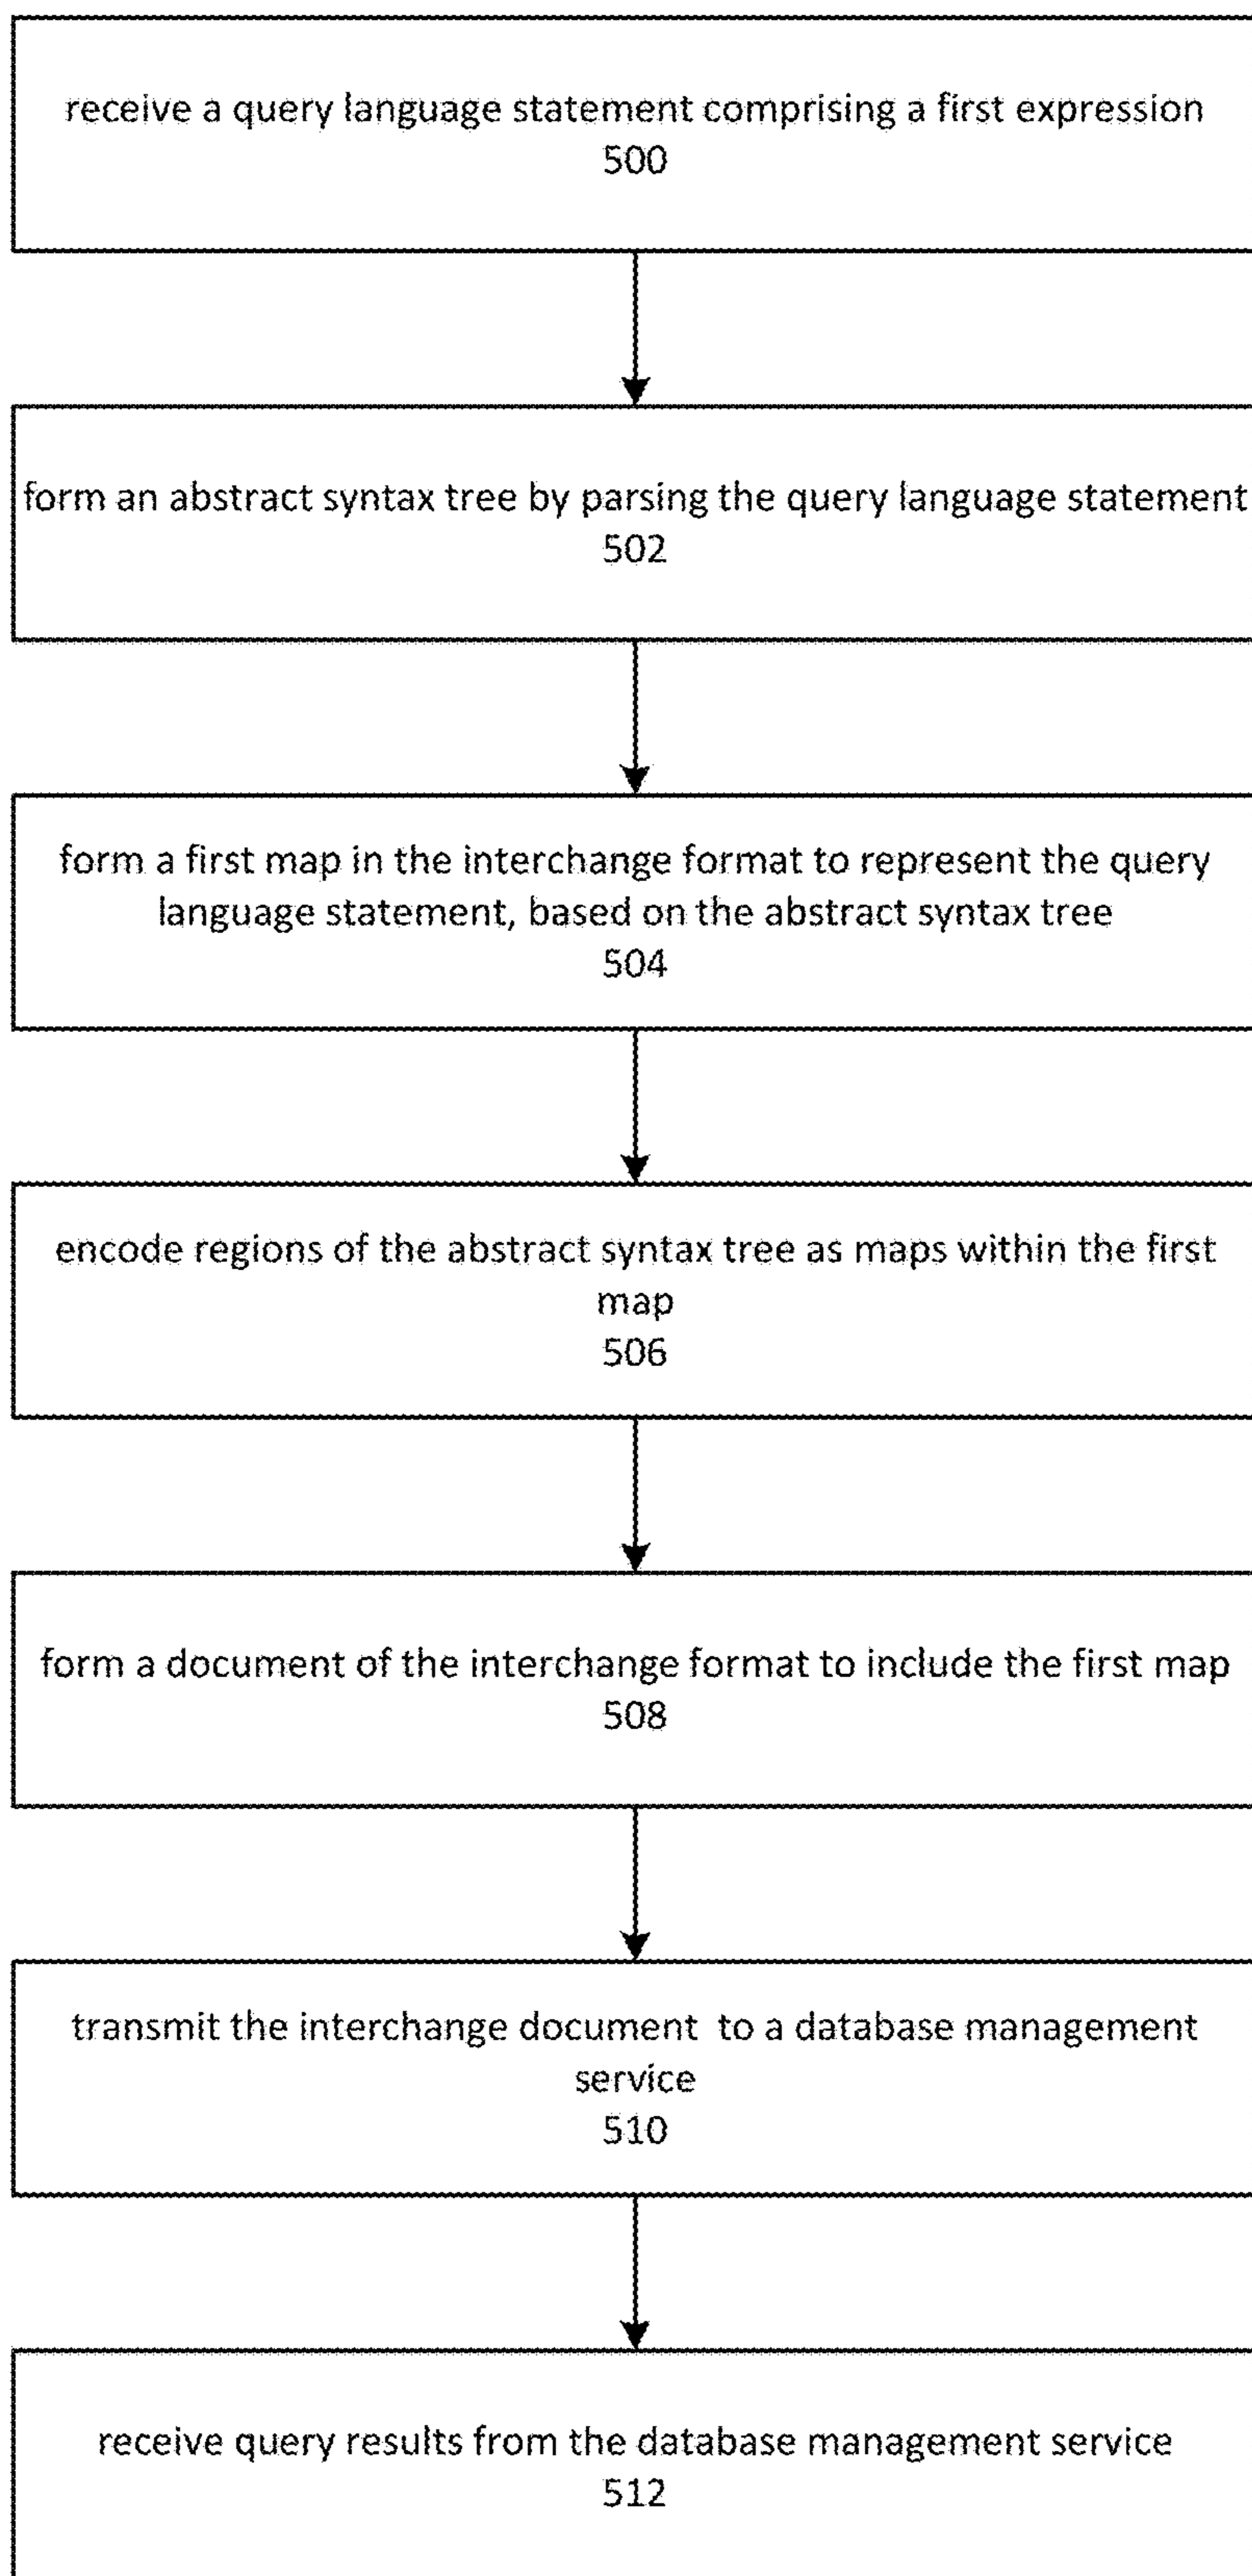 receive a query language statement comprising a first expression
500
form an abstract syntax tree by parsing the query language statement
502
form a first map in the interchange format to represent the query
language statement, based on the abstract syntax tree
504
encode regions of the abstract syntax tree as maps within the first
map
506
form a document of the interchange format to include the first map
508
transmit the interchange document to a database management
service
510
receive query results from the database management service
512